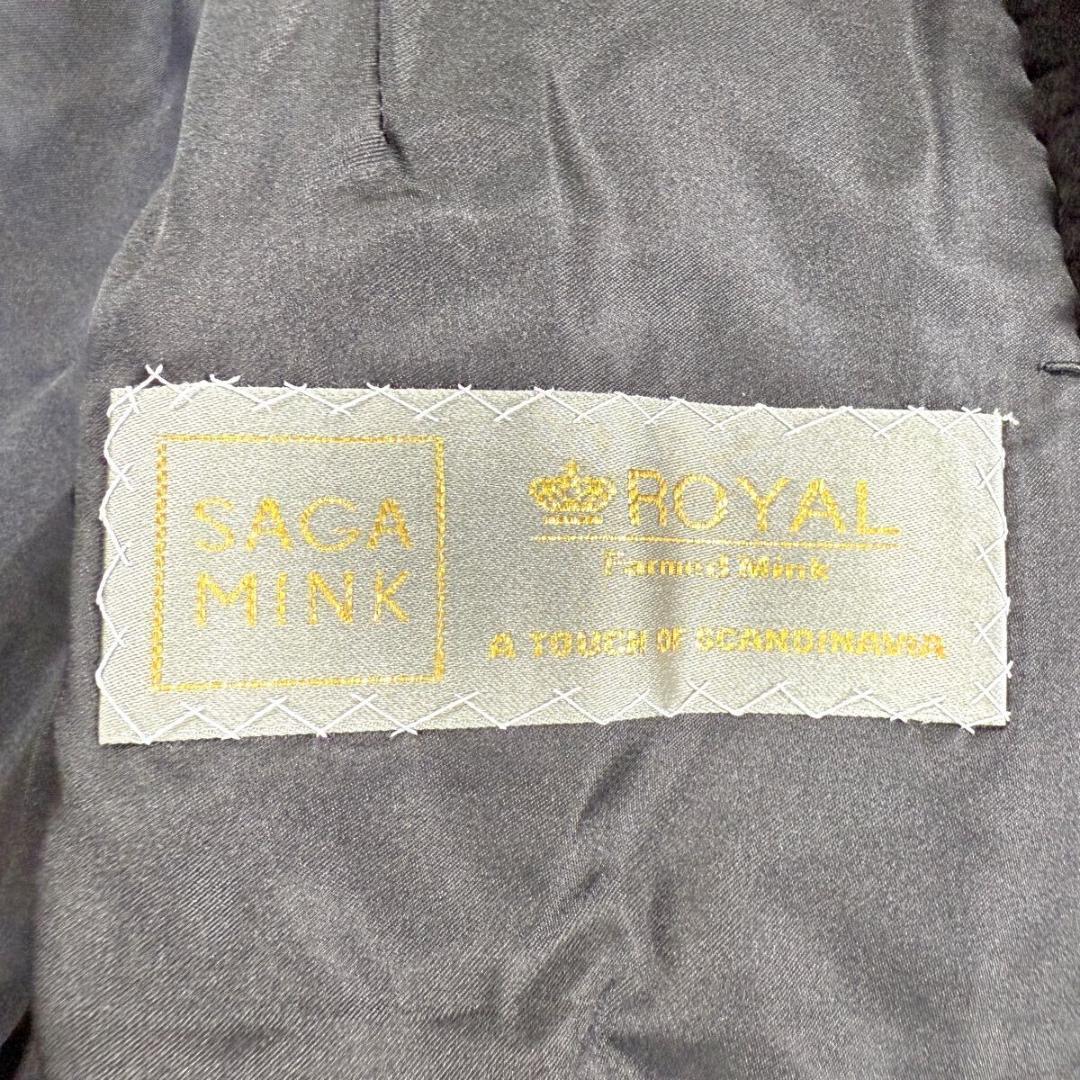 SAGA
MINK
ROYAL
Farmed Mink
A TOUCH OF SCANDINAVIA